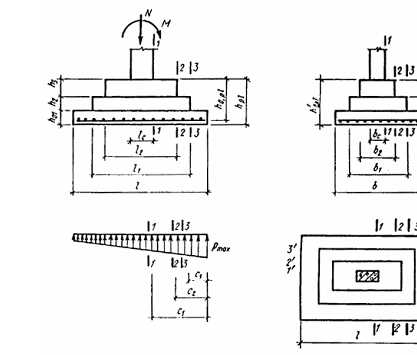 N
M
1
1
2 3
2 3
h₃
h₂
h₀₁
h₀,pl
hpl
h'pl
lc
1
2 3
bc
1 2 3
l₂
b₂
l₁
b₁
l
b
1
2 3
1 2 3
Pmax
3'
2'
1'
1
2 3
c₁
c₂
c₁
l
1 2 3